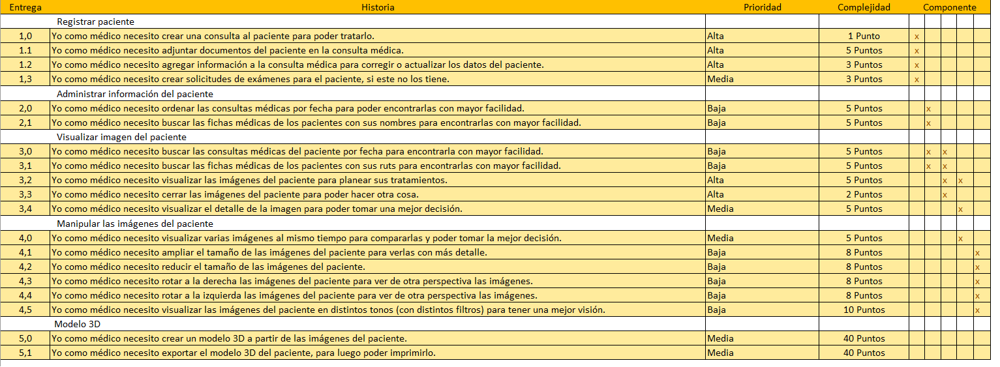 Entrega Historia Prioridad Complejidad Componente
Registrar paciente
1,0 Yo como médico necesito crear una consulta al paciente para poder tratarlo. Alta 1 Punto x
1.1 Yo como médico necesito adjuntar documentos del paciente en la consulta médica. Alta 5 Puntos x
1.2 Yo como médico necesito agregar información a la consulta médica para corregir o actualizar los datos del paciente. Alta 3 Puntos x
1,3 Yo como médico necesito crear solicitudes de exámenes para el paciente, si este no los tiene. Media 3 Puntos x
Administrar información del paciente
2,0 Yo como médico necesito ordenar las consultas médicas por fecha para poder encontrarlas con mayor facilidad. Baja 5 Puntos x
2,1 Yo como médico necesito buscar las fichas médicas de los pacientes con sus nombres para encontrarlas con mayor facilidad. Baja 5 Puntos x
Visualizar imagen del paciente
3,0 Yo como médico necesito buscar las consultas médicas del paciente por fecha para encontrarla con mayor facilidad. Baja 5 Puntos x x
3,1 Yo como médico necesito buscar las fichas médicas de los pacientes con sus ruts para encontrarlas con mayor facilidad. Baja 5 Puntos x x
3,2 Yo como médico necesito visualizar las imágenes del paciente para planear sus tratamientos. Alta 5 Puntos x x
3,3 Yo como médico necesito cerrar las imágenes del paciente para poder hacer otra cosa. Alta 2 Puntos x
3,4 Yo como médico necesito visualizar el detalle de la imagen para poder tomar una mejor decisión. Media 5 Puntos x
Manipular las imágenes del paciente
4,0 Yo como médico necesito visualizar varias imágenes al mismo tiempo para compararlas y poder tomar la mejor decisión. Media 5 Puntos x
4,1 Yo como médico necesito ampliar el tamaño de las imágenes del paciente para verlas con más detalle. Baja 8 Puntos x
4,2 Yo como médico necesito reducir el tamaño de las imágenes del paciente. Baja 8 Puntos x
4,3 Yo como médico necesito rotar a la derecha las imágenes del paciente para ver de otra perspectiva las imágenes. Baja 8 Puntos x
4,4 Yo como médico necesito rotar a la izquierda las imágenes del paciente para ver de otra perspectiva las imágenes. Baja 8 Puntos x
4,5 Yo como médico necesito visualizar las imágenes del paciente en distintos tonos (con distintos filtros) para tener una mejor visión. Baja 10 Puntos x
Modelo 3D
5,0 Yo como médico necesito crear un modelo 3D a partir de las imágenes del paciente. Media 40 Puntos
5,1 Yo como médico necesito exportar el modelo 3D del paciente, para luego poder imprimirlo. Media 40 Puntos